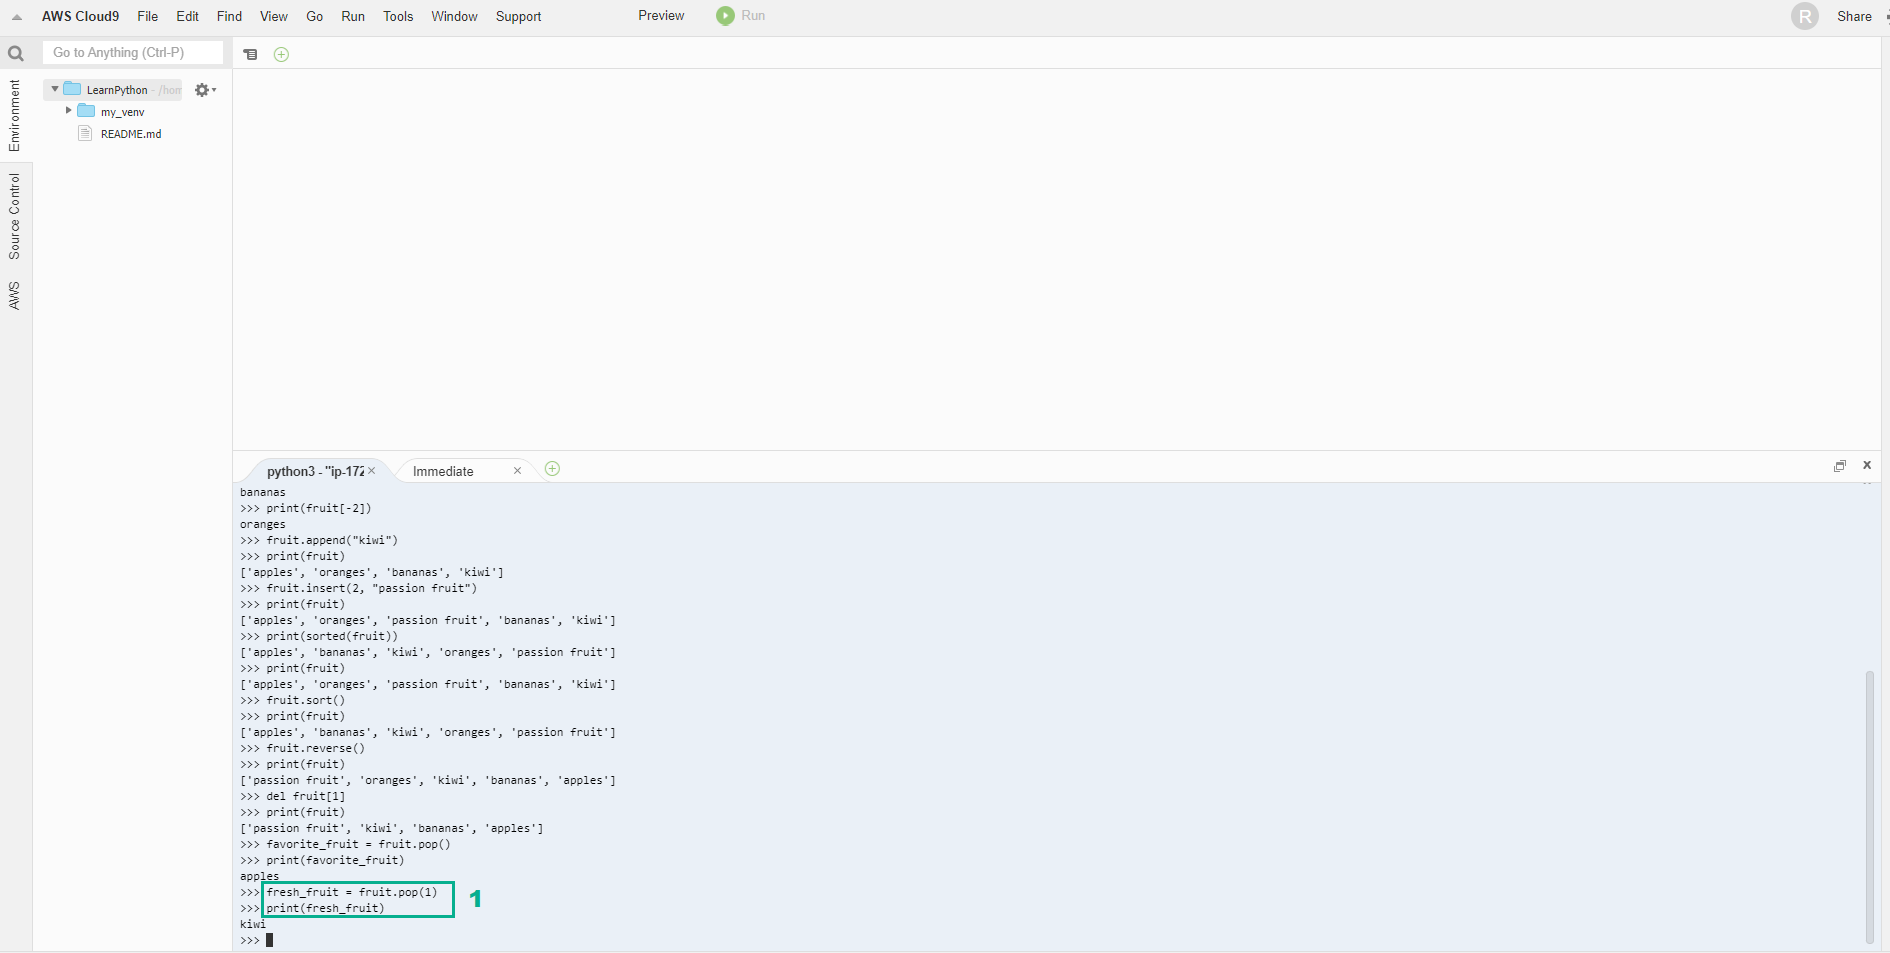 AWS Cloud9 File Edit Find View Go Run Tools Window Support Preview Run R Share
Go to Anything (Ctrl-P)
Environment
Source Control
AWS
LearnPython - /hom
my_venv
README.md
python3 - "ip-172 × Immediate ×
bananas
>>> print(fruit[-2])
oranges
>>> fruit.append("kiwi")
>>> print(fruit)
['apples', 'oranges', 'bananas', 'kiwi']
>>> fruit.insert(2, "passion fruit")
>>> print(fruit)
['apples', 'oranges', 'passion fruit', 'bananas', 'kiwi']
>>> print(sorted(fruit))
['apples', 'bananas', 'kiwi', 'oranges', 'passion fruit']
>>> print(fruit)
['apples', 'oranges', 'passion fruit', 'bananas', 'kiwi']
>>> fruit.sort()
>>> print(fruit)
['apples', 'bananas', 'kiwi', 'oranges', 'passion fruit']
>>> fruit.reverse()
>>> print(fruit)
['passion fruit', 'oranges', 'kiwi', 'bananas', 'apples']
>>> del fruit[1]
>>> print(fruit)
['passion fruit', 'kiwi', 'bananas', 'apples']
>>> favorite_fruit = fruit.pop()
>>> print(favorite_fruit)
apples
>>> fresh_fruit = fruit.pop(1)
1
>>> print(fresh_fruit)
kiwi
>>>